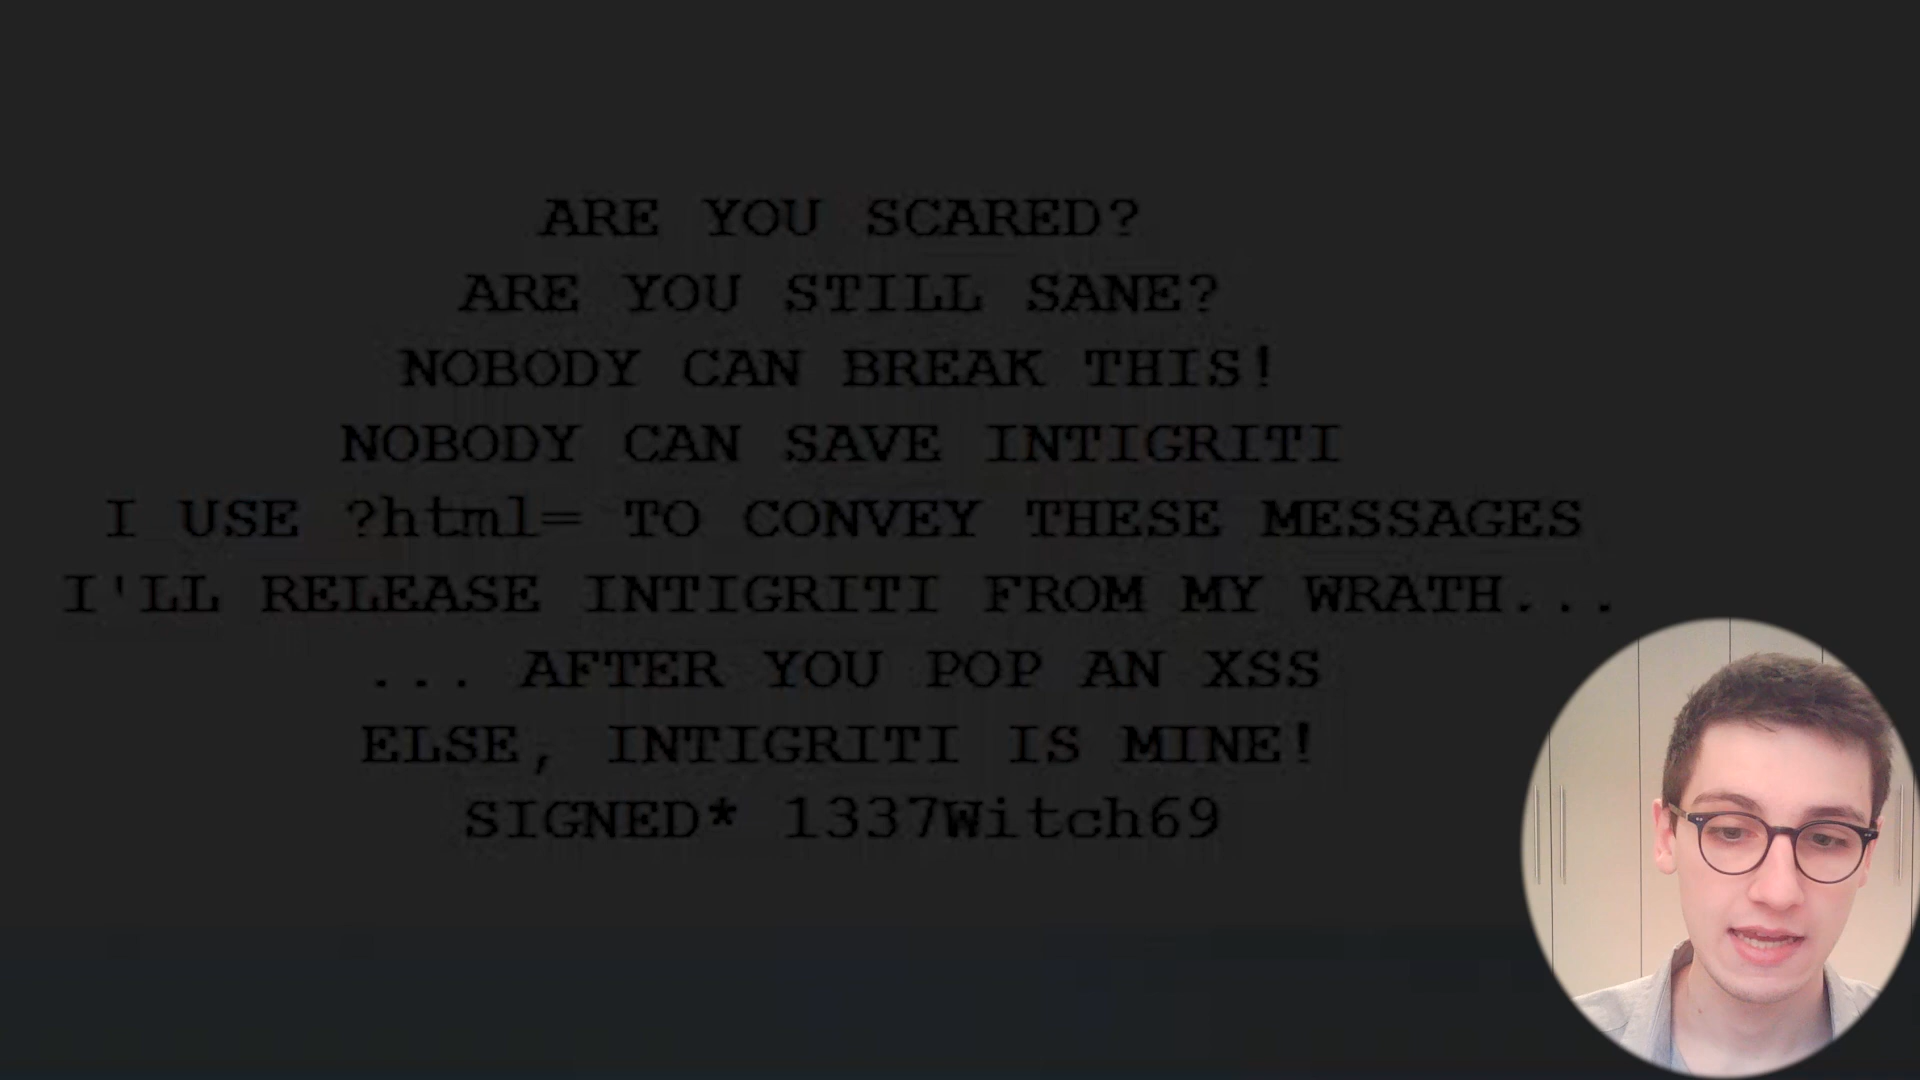 ARE YOU SCARED?
ARE YOU STILL SANE?
NOBODY CAN BREAK THIS!
NOBODY CAN SAVE INTIGRITI
I USE ?html= TO CONVEY THESE MESSAGES
I'LL RELEASE INTIGRITI FROM MY WRATH...
... AFTER YOU POP AN XSS
ELSE, INTIGRITI IS MINE!
SIGNED* 1337Witch69